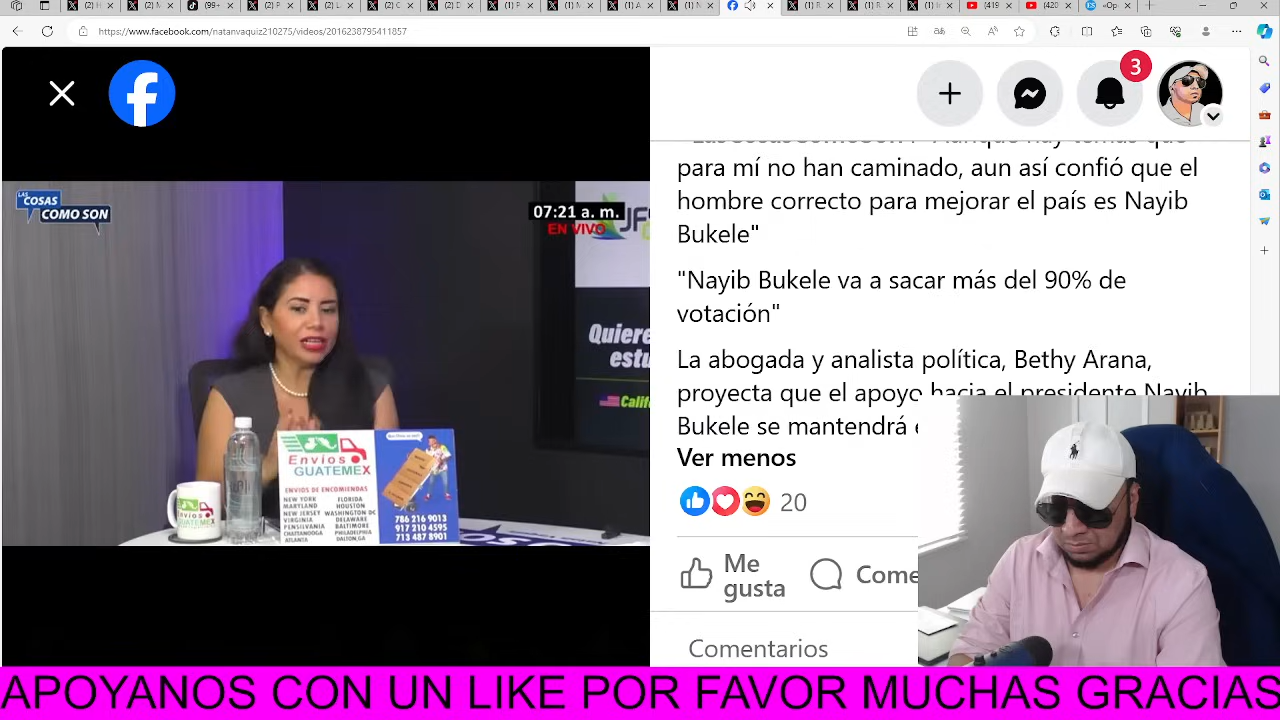 https://www.facebook.com/natanvaquiz210275/videos/2016238795411857
3
LAS
COSAS
COMO SON
07:21 a. m.
EN VIVO
Quiere
estu
Calif
Envíos
GUATEMEX
ENVIOS DE ENCOMIENDAS
NEW YORK
MARYLAND
NEW JERSEY
VIRGINIA
PENSILVANIA
CHATTANOOGA
ATLANTA
FLORIDA
HOUSTON
WASHINGTON DC
DELAWARE
BALTIMORE
PHILADELPHIA
DALTON,GA
786 216 9013
917 210 4595
713 487 8901
para mí no han caminado, aun así confió que el
hombre correcto para mejorar el país es Nayib
Bukele"
"Nayib Bukele va a sacar más del 90% de
votación"
La abogada y analista política, Bethy Arana,
proyecta que el apoyo hacia el presidente Nayib
Bukele se mantendrá
Ver menos
20
Me
gusta
Come
Comentarios
APOYANOS CON UN LIKE POR FAVOR MUCHAS GRACIAS